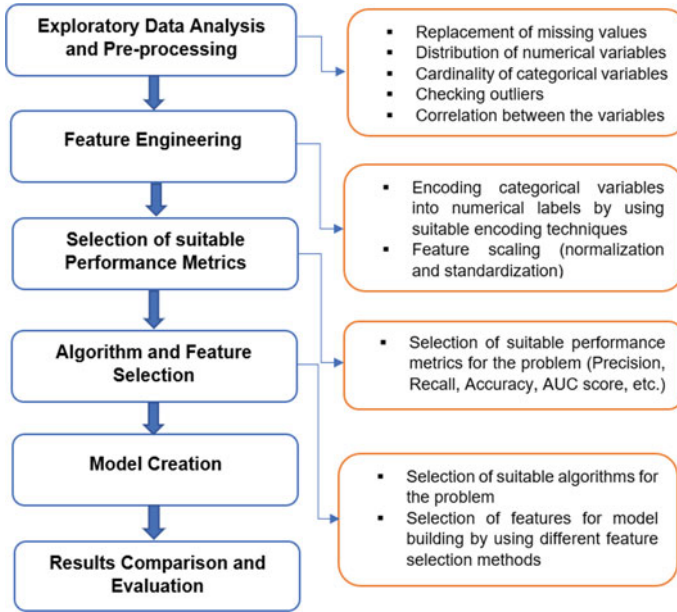 Exploratory Data Analysis
and Pre-processing
Feature Engineering
Selection of suitable
Performance Metrics
Algorithm and Feature
Selection
Model Creation
Results Comparison and
Evaluation
▪ Replacement of missing values
▪ Distribution of numerical variables
▪ Cardinality of categorical variables
▪ Checking outliers
▪ Correlation between the variables
▪ Encoding categorical variables
into numerical labels by using
suitable encoding techniques
▪ Feature scaling (normalization
and standardization)
▪ Selection of suitable performance
metrics for the problem (Precision,
Recall, Accuracy, AUC score, etc.)
▪ Selection of suitable algorithms for
the problem
▪ Selection of features for model
building by using different feature
selection methods